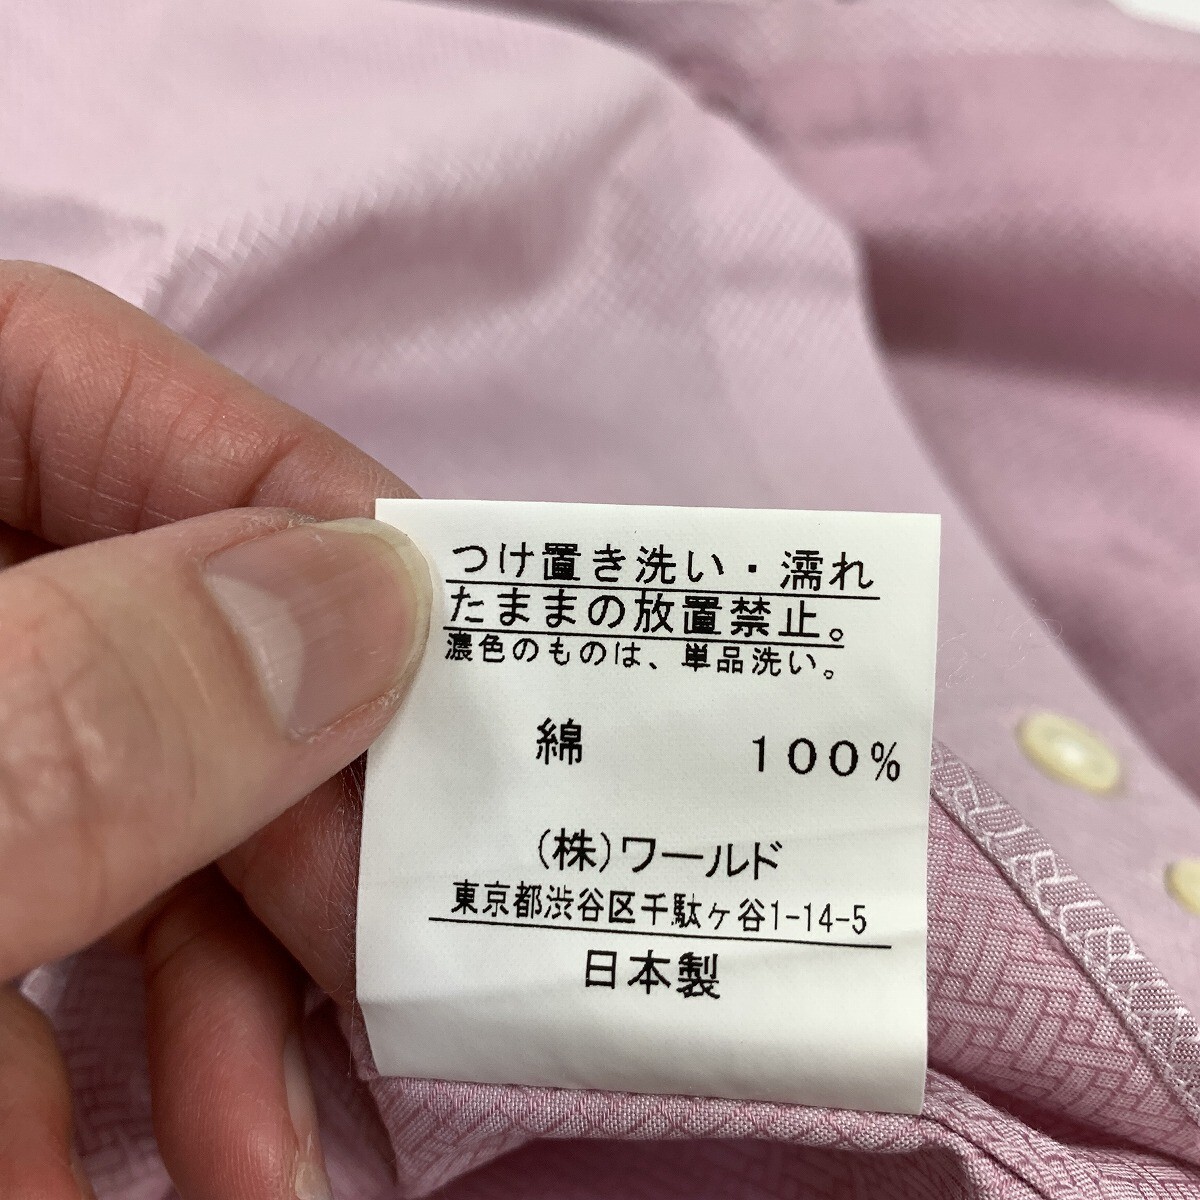 つけ置き洗い・濡れ
たままの放置禁止。
濃色のものは、単品洗い。
綿 100%
(株)ワールド
東京都渋谷区千駄ヶ谷1-14-5
日本製